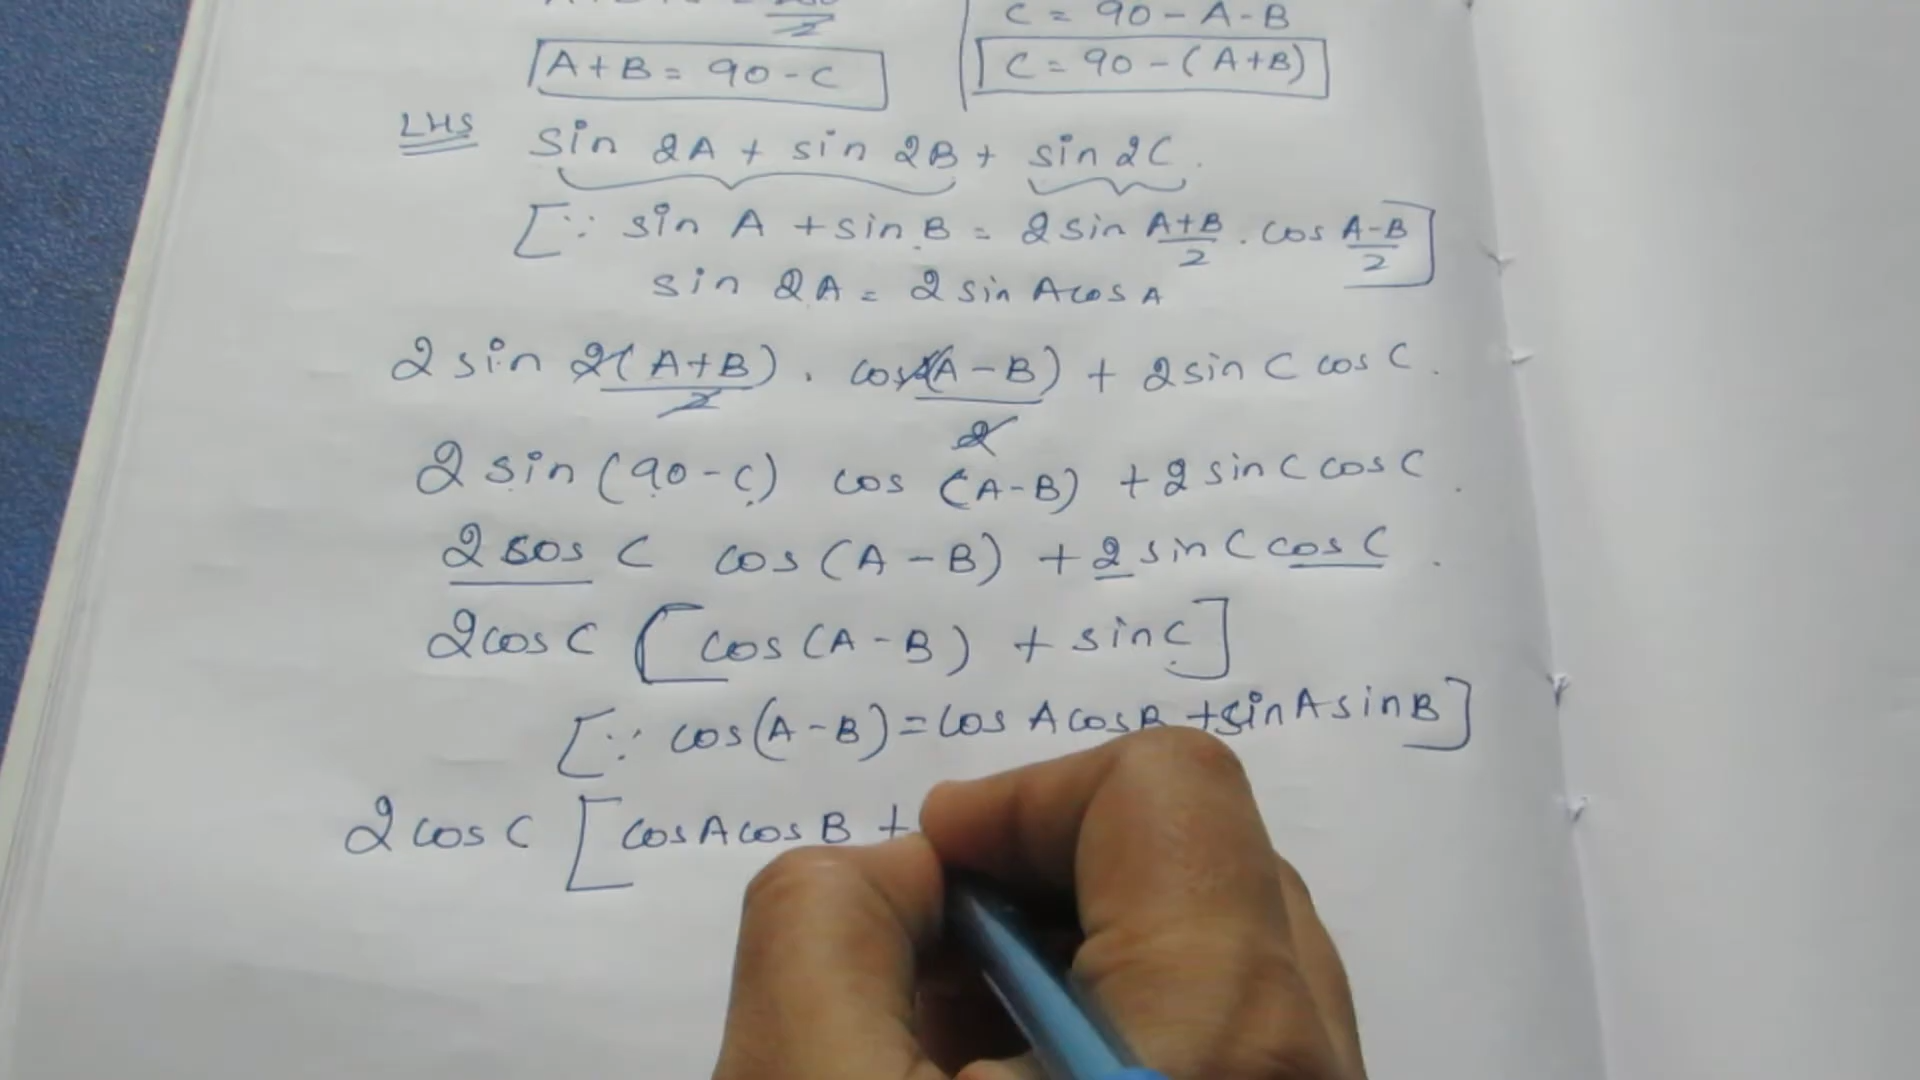 C = 90 - A - B
A + B = 90 - C
C = 90 - (A+B)
LHS
sin 2A + sin 2B + sin 2C.
[∵ sin A + sin B = 2 sin A+B/2 . cos A-B/2]
sin 2A = 2 sin A cos A
2 sin 2(A+B)/2 . cos 2(A-B)/2 + 2 sin C cos C.
2 sin (90-C) cos (A-B) + 2 sin C cos C.
2 cos C cos (A-B) + 2 sin C cos C.
2 cos C [cos (A-B) + sin C]
[∵ cos (A-B) = cos A cos B + sin A sin B]
2 cos C [cos A cos B +